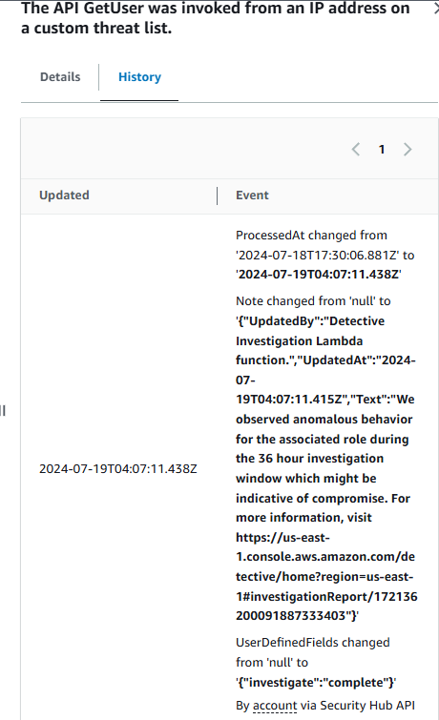 The API GetUser was invoked from an IP address on
a custom threat list.
Details
History
1
Updated
Event
ProcessedAt changed from
'2024-07-18T17:30:06.881Z' to
'2024-07-19T04:07:11.438Z'
Note changed from 'null' to
'{"UpdatedBy":"Detective
Investigation Lambda
function.","UpdatedAt":"2024-
07-
19T04:07:11.415Z","Text":"We
observed anomalous behavior
for the associated role during
the 36 hour investigation
window which might be
indicative of compromise. For
more information, visit
https://us-east-
1.console.aws.amazon.com/de
tective/home?region=us-east-
1#investigationReport/172136
200091887333403"}'
2024-07-19T04:07:11.438Z
UserDefinedFields changed
from 'null' to
'{"investigate":"complete"}'
By account via Security Hub API